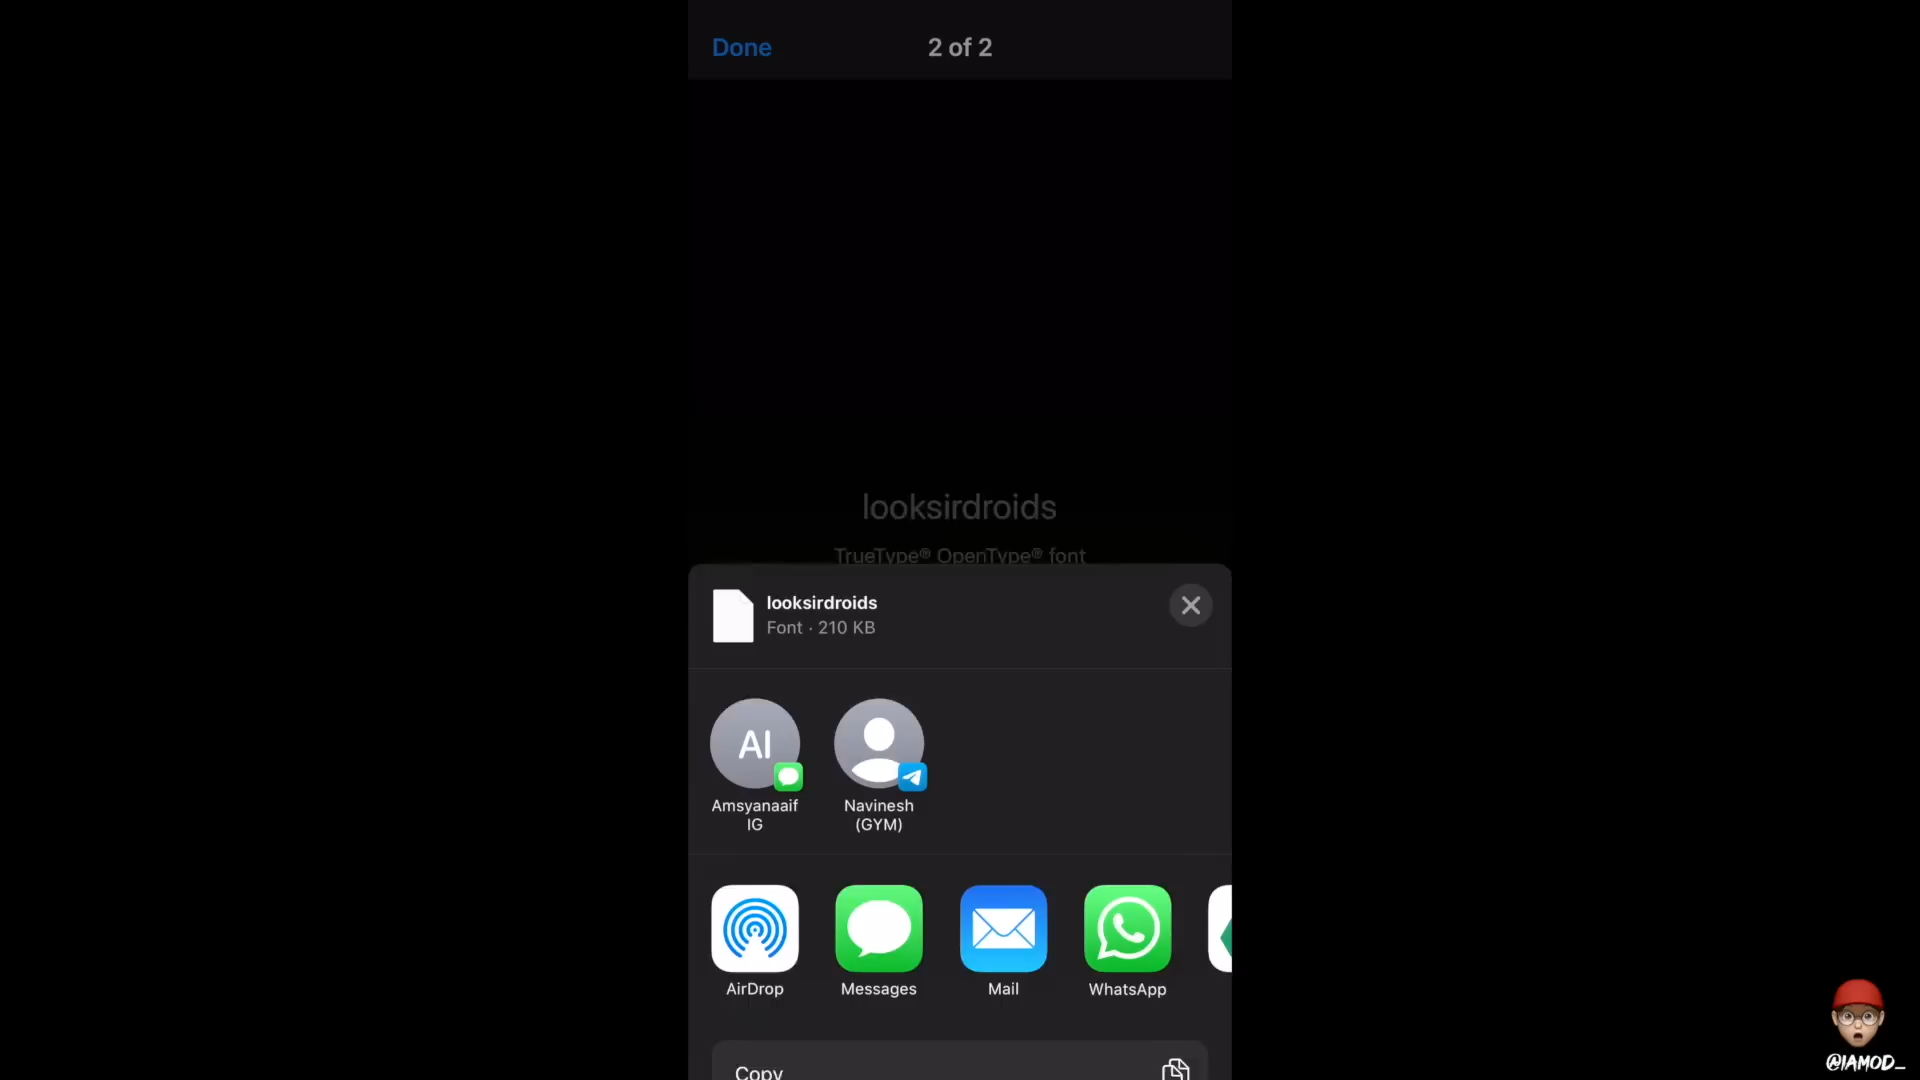 Done
2 of 2
looksirdroids
TrueType® OpenType® font
looksirdroids
Font · 210 KB
AI
Amsyanaaif
IG
Navinesh
(GYM)
AirDrop
Messages
Mail
WhatsApp
Copy
@IAMOD_